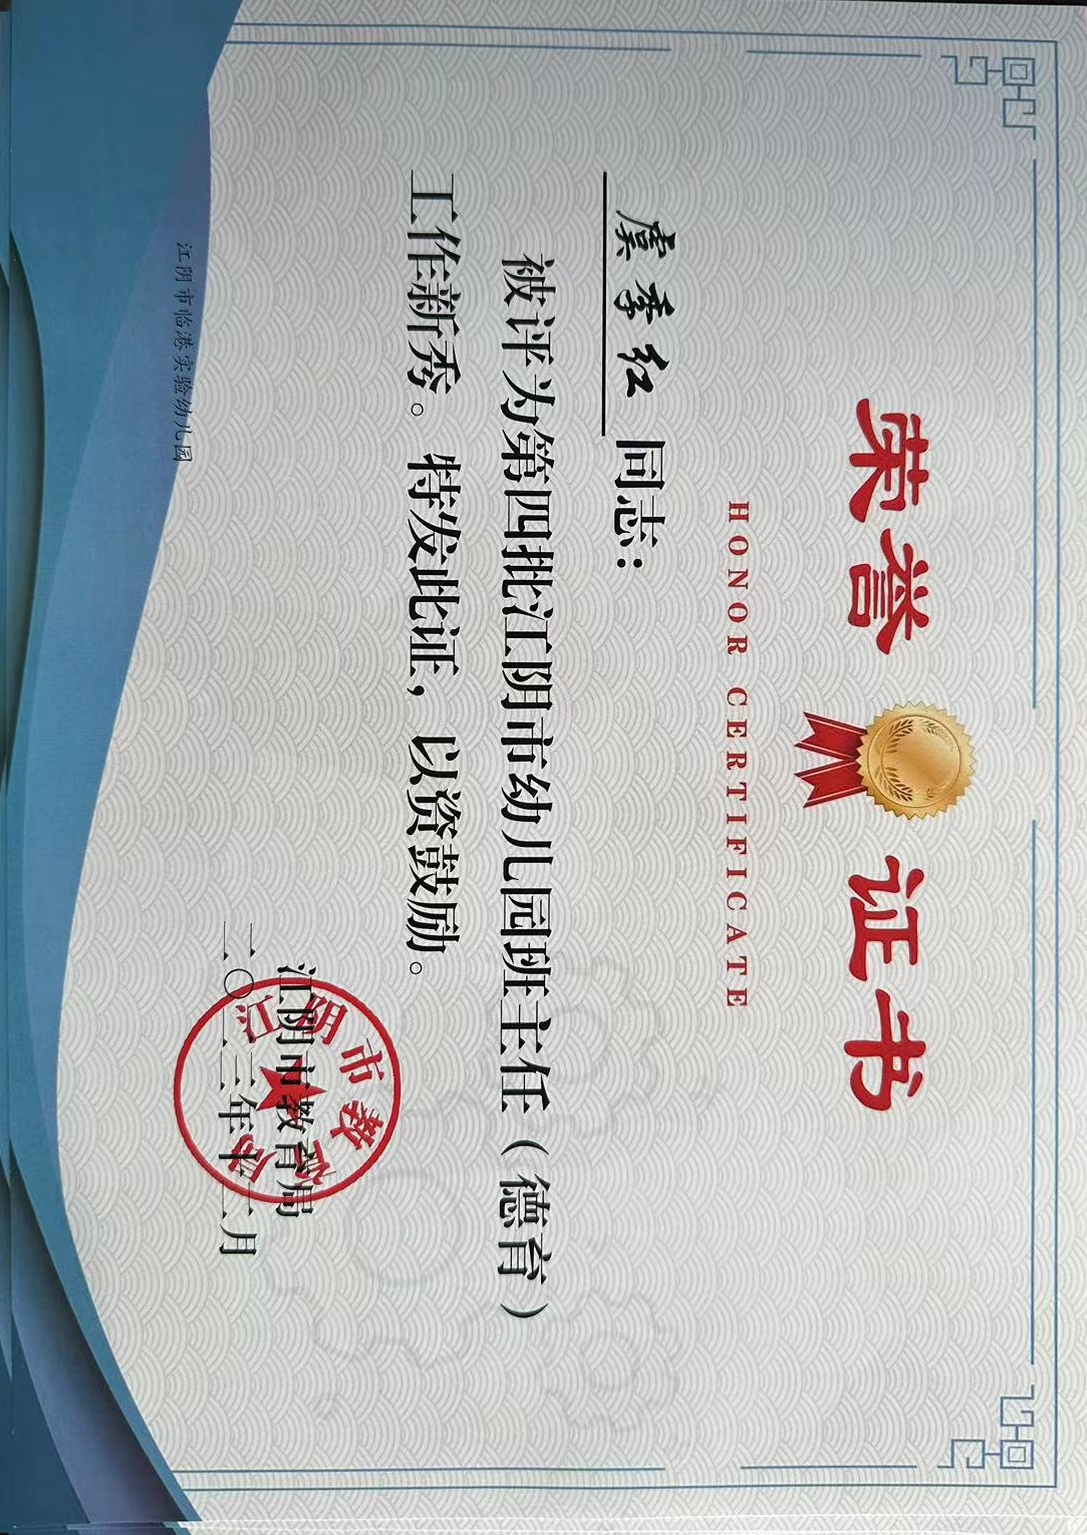 荣誉证书
HONOR CERTIFICATE
虞季红 同志：
被评为第四批江阴市幼儿园班主任（德育）
工作新秀。特发此证，以资鼓励。
江阴市教育局
二〇二三年十二月
江阴市教育局
江阴市临港实验幼儿园